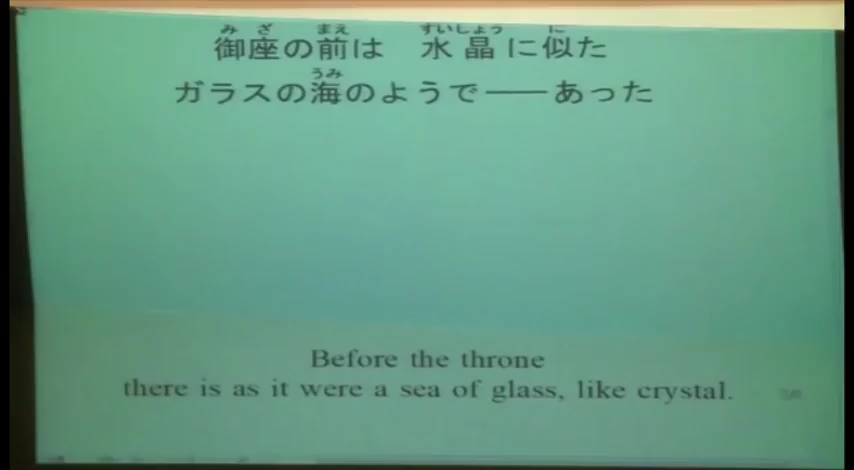 御座の前は 水晶に似た
ガラスの海のようで――あった
Before the throne
there is as it were a sea of glass, like crystal.